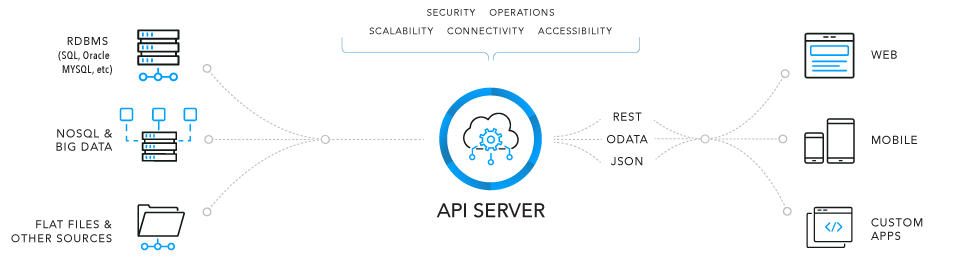 SECURITY OPERATIONS
SCALABILITY CONNECTIVITY ACCESSIBILITY
RDBMS
(SQL, Oracle
MYSQL, etc)
NOSQL &
BIG DATA
FLAT FILES &
OTHER SOURCES
API SERVER
REST
ODATA
JSON
WEB
MOBILE
</>
CUSTOM
APPS